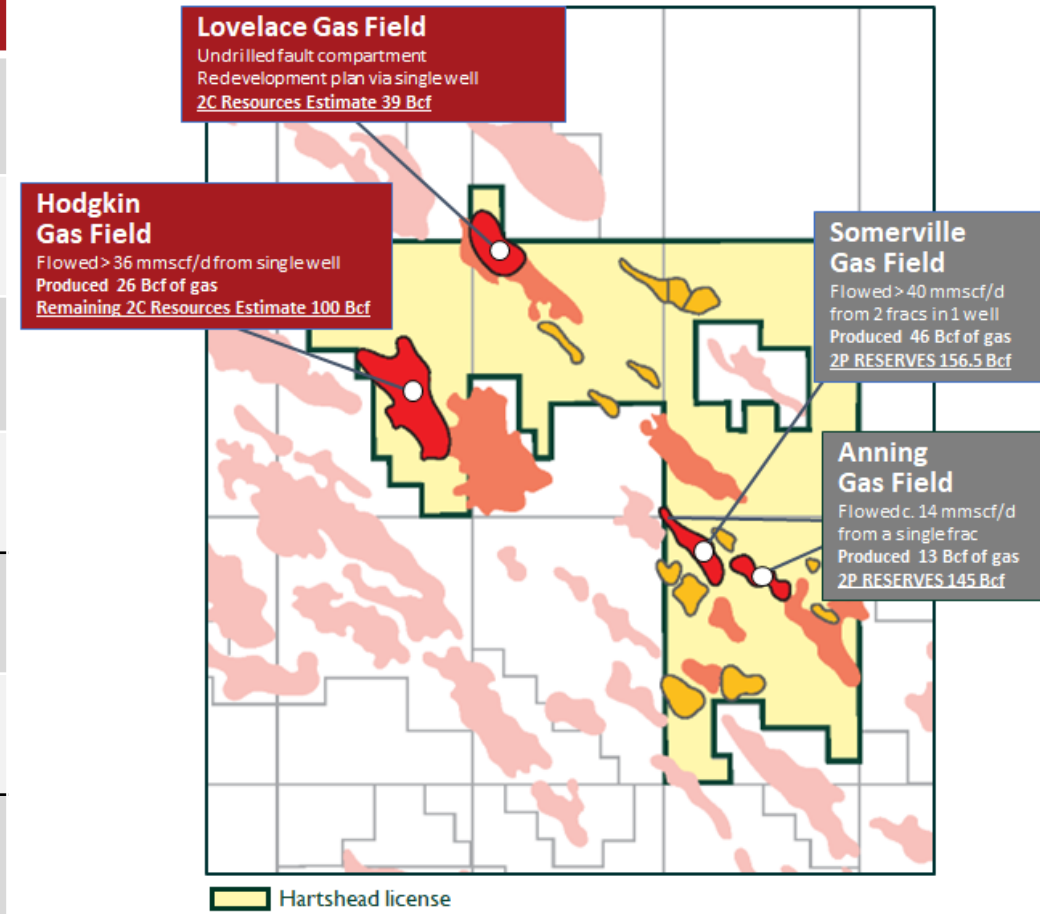 Lovelace Gas Field
Undrilled fault compartment
Redevelopment plan via single well
2C Resources Estimate 39 Bcf
Hodgkin
Gas Field
Flowed > 36 mmscf/d from single well
Produced 26 Bcf of gas
Remaining 2C Resources Estimate 100 Bcf
Somerville
Gas Field
Flowed > 40 mmscf/d
from 2 fracs in 1 well
Produced 46 Bcf of gas
2P RESERVES 156.5 Bcf
Anning
Gas Field
Flowed c. 14 mmscf/d
from a single frac
Produced 13 Bcf of gas
2P RESERVES 145 Bcf
Hartshead license